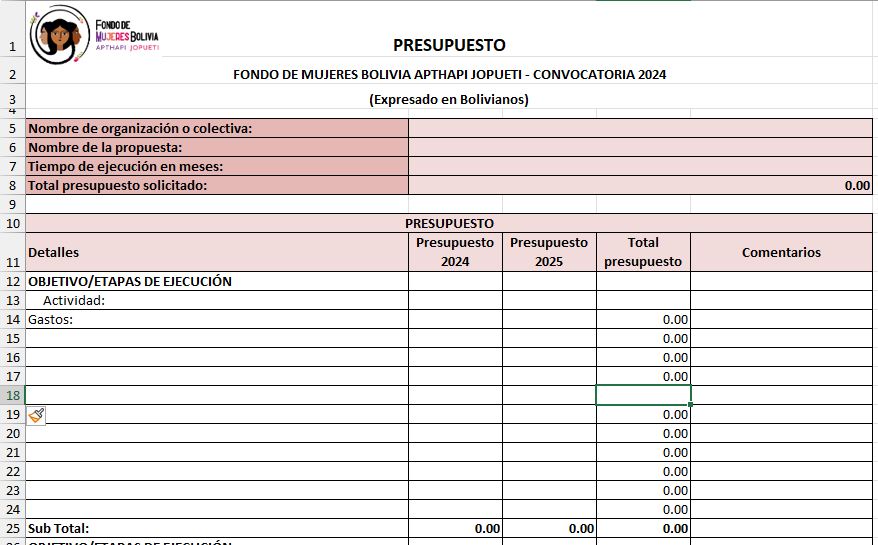 FONDO DE
MUJERES BOLIVIA
APTHAPI JOPUETI
1 PRESUPUESTO
2 FONDO DE MUJERES BOLIVIA APTHAPI JOPUETI - CONVOCATORIA 2024
3 (Expresado en Bolivianos)
4
5 Nombre de organización o colectiva:
6 Nombre de la propuesta:
7 Tiempo de ejecución en meses:
8 Total presupuesto solicitado: 0.00
9
10 PRESUPUESTO
11 Detalles Presupuesto 2024 Presupuesto 2025 Total presupuesto Comentarios
12 OBJETIVO/ETAPAS DE EJECUCIÓN
13 Actividad:
14 Gastos: 0.00
15 0.00
16 0.00
17 0.00
18
19 0.00
20 0.00
21 0.00
22 0.00
23 0.00
24 0.00
25 Sub Total: 0.00 0.00 0.00
26 OBJETIVO/ETAPAS DE EJECUCIÓN